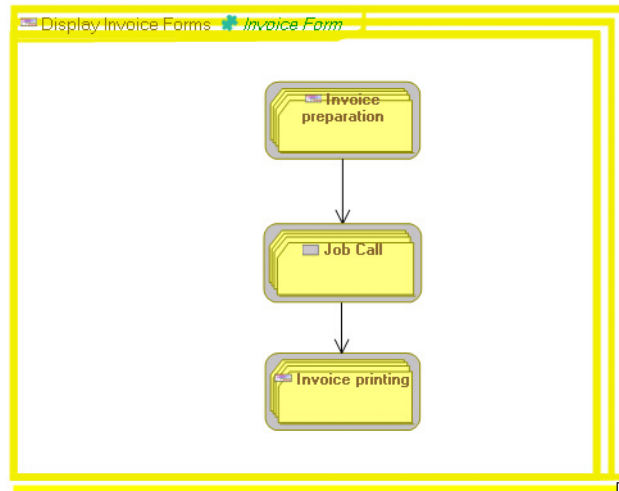 Display Invoice Forms Invoice Form
Invoice
preparation
Job Call
Invoice printing